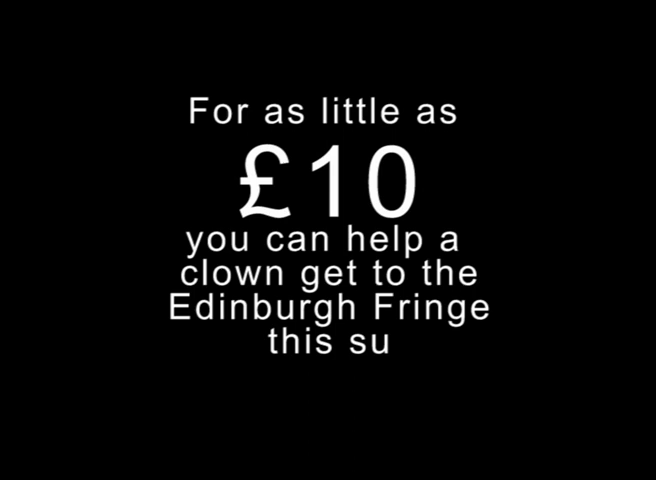 For as little as
£10
you can help a
clown get to the
Edinburgh Fringe
this su